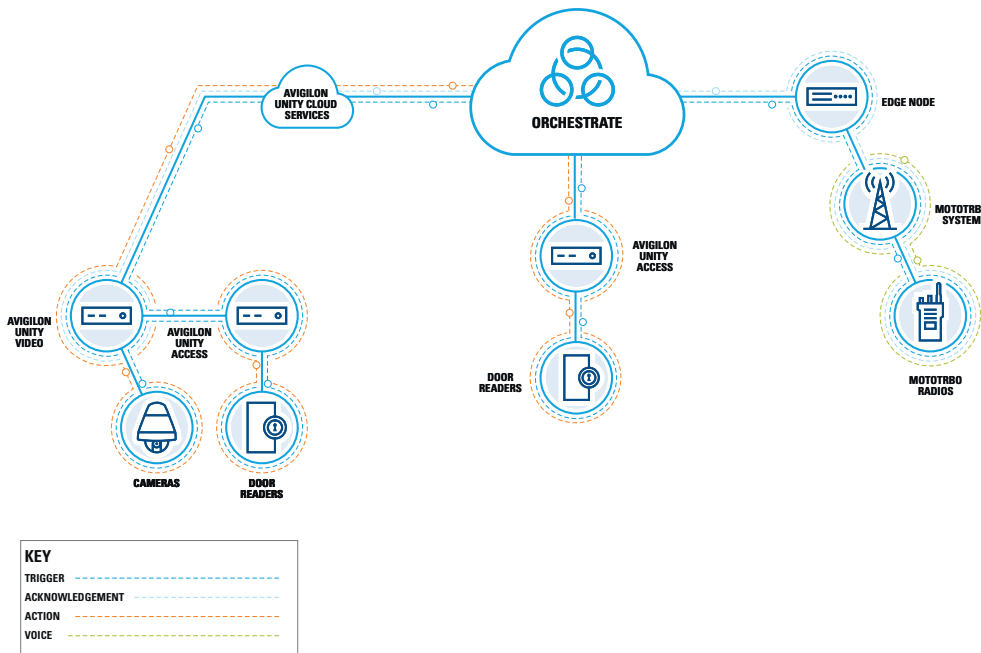 AVIGILON
UNITY CLOUD
SERVICES
ORCHESTRATE
EDGE NODE
MOTOTRB
SYSTEM
AVIGILON
UNITY
ACCESS
AVIGILON
UNITY
VIDEO
AVIGILON
UNITY
ACCESS
DOOR
READERS
MOTOTRBO
RADIOS
CAMERAS
DOOR
READERS
KEY
TRIGGER
ACKNOWLEDGEMENT
ACTION
VOICE